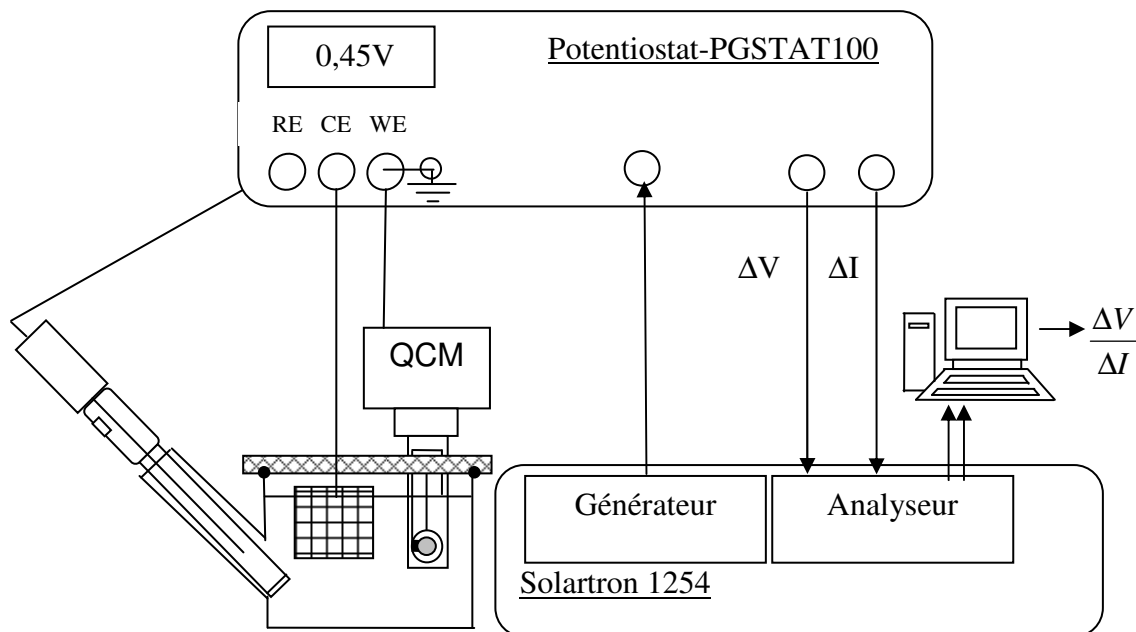 Potentiostat-PGSTAT100
0,45V
RE CE WE
ΔV ΔI
QCM
ΔV
ΔI
Générateur Analyseur
Solartron 1254